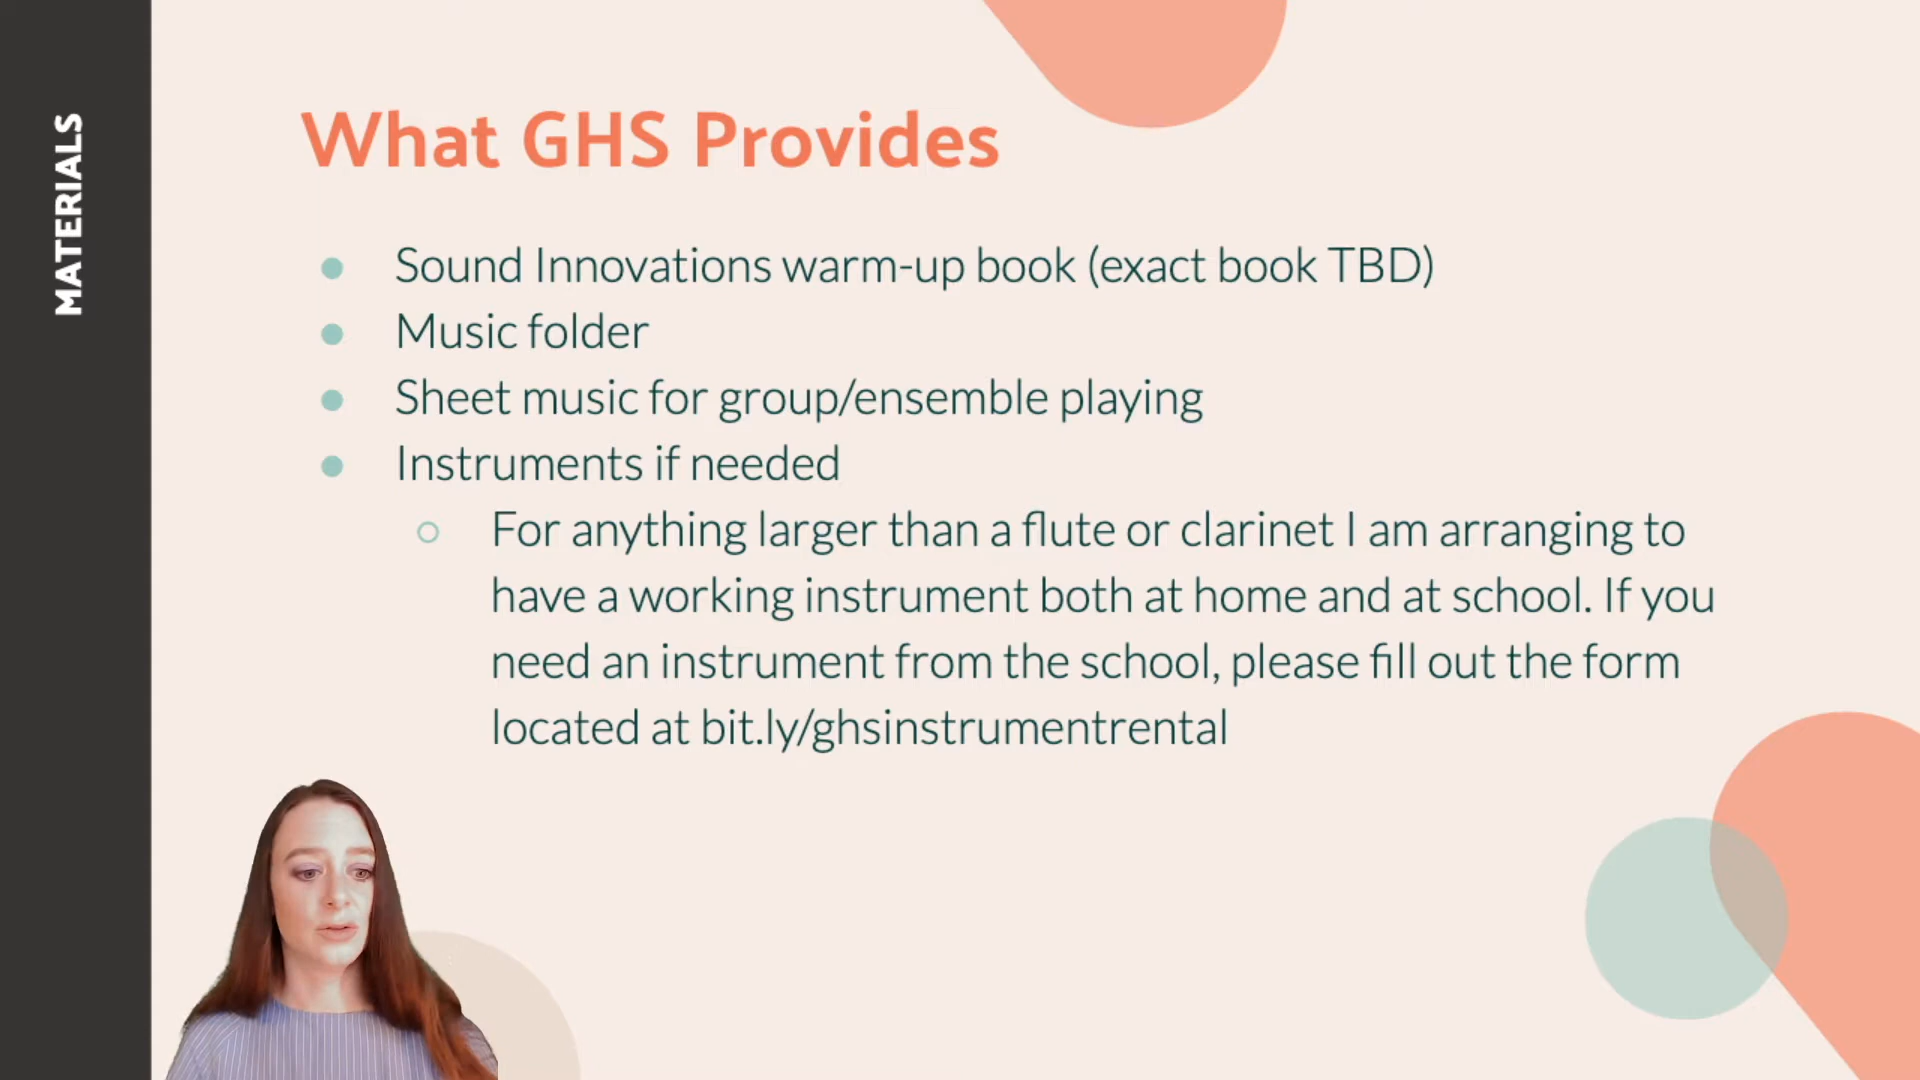 MATERIALS
What GHS Provides
Sound Innovations warm-up book (exact book TBD)
Music folder
Sheet music for group/ensemble playing
Instruments if needed
For anything larger than a flute or clarinet I am arranging to
have a working instrument both at home and at school. If you
need an instrument from the school, please fill out the form
located at bit.ly/ghsinstrumentrental